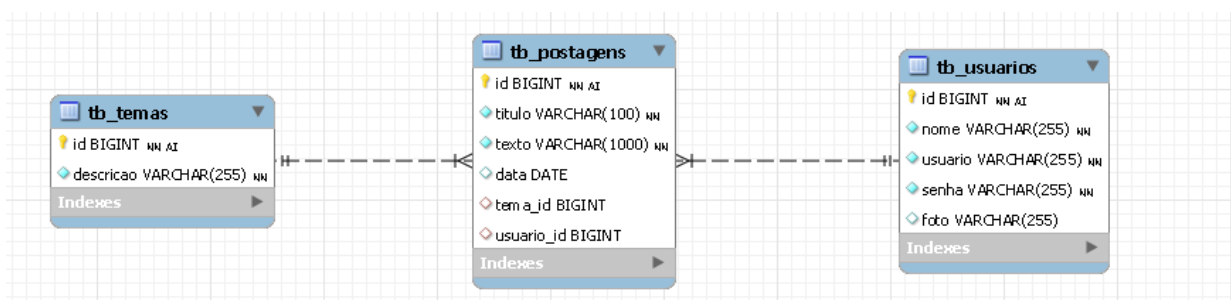 tb_temas
id BIGINT NN AI
descricao VARCHAR(255) NN
Indexes
tb_postagens
id BIGINT NN AI
titulo VARCHAR(100) NN
texto VARCHAR(1000) NN
data DATE
tema_id BIGINT
usuario_id BIGINT
Indexes
tb_usuarios
id BIGINT NN AI
nome VARCHAR(255) NN
usuario VARCHAR(255) NN
senha VARCHAR(255) NN
foto VARCHAR(255)
Indexes